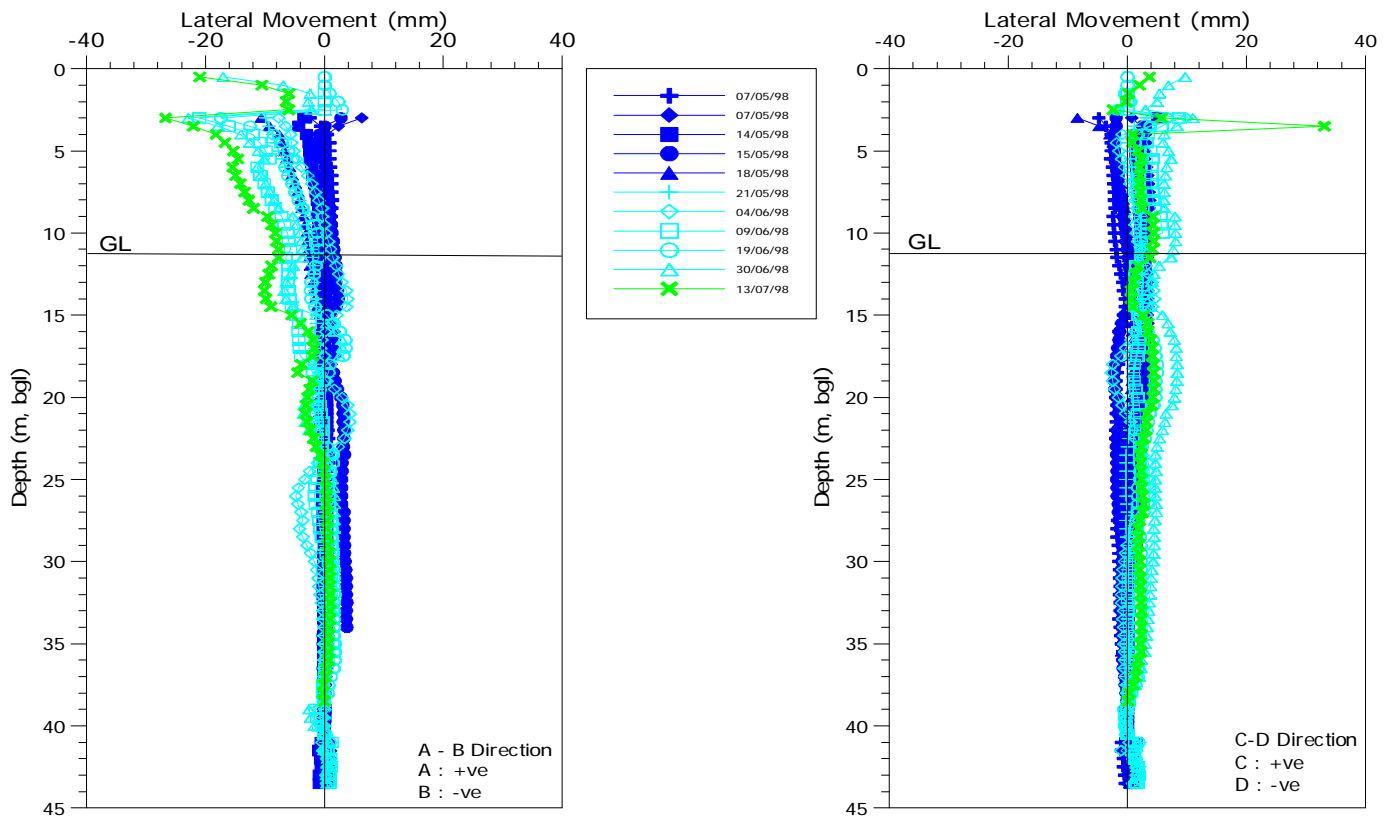 Lateral Movement (mm)
-40 -20 0 20 40
0
5
10
15
20
25
30
35
40
45
Depth (m, bgl)
GL
A - B Direction
A : +ve
B : -ve
07/05/98
07/05/98
14/05/98
15/05/98
18/05/98
21/05/98
04/06/98
09/06/98
19/06/98
30/06/98
13/07/98
Lateral Movement (mm)
-40 -20 0 20 40
0
5
10
15
20
25
30
35
40
45
Depth (m, bgl)
GL
C-D Direction
C : +ve
D : -ve